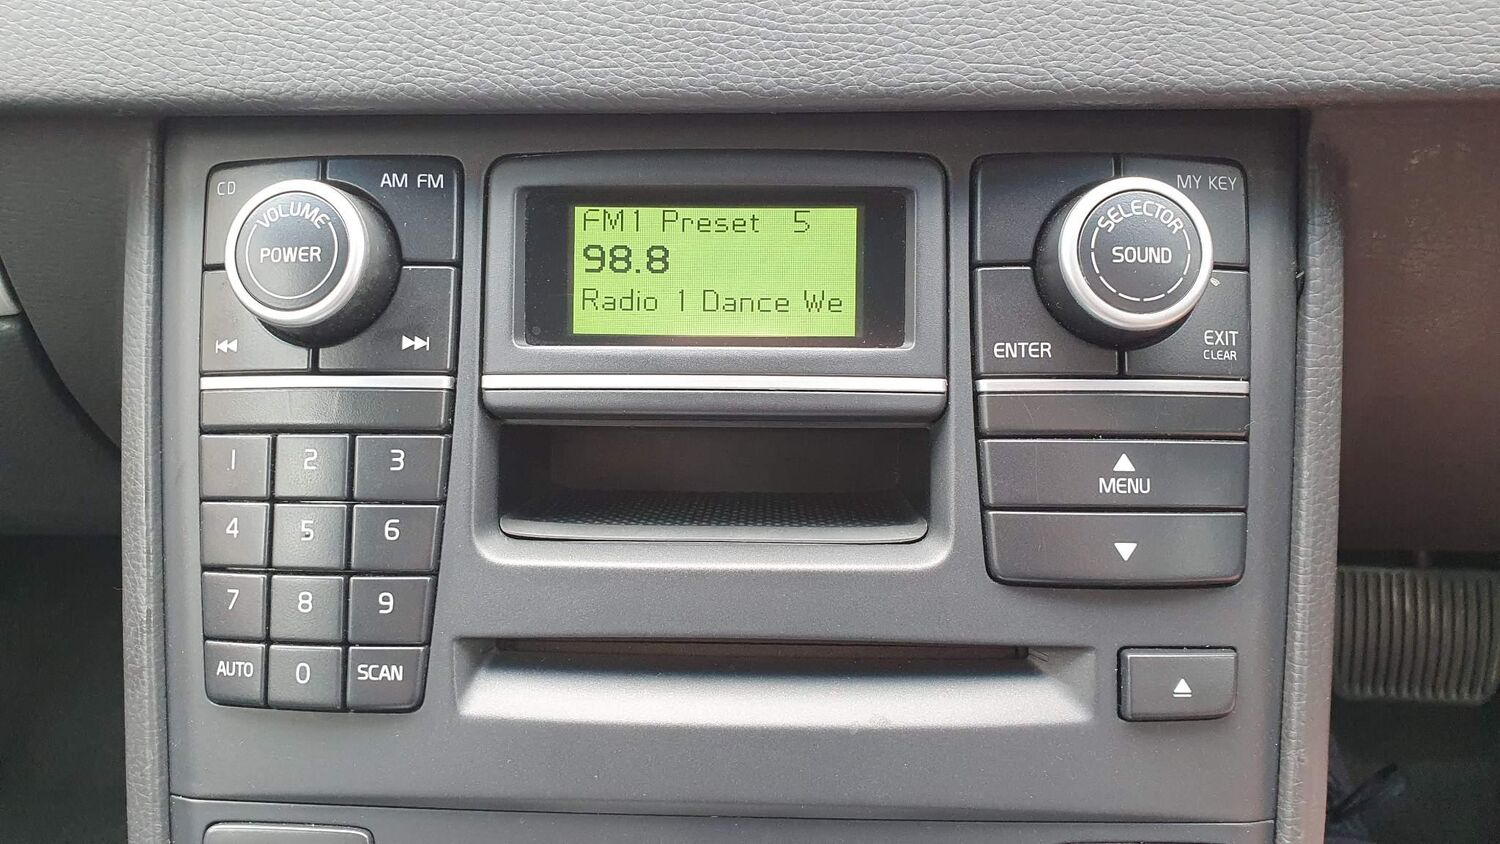 CD
AM FM
VOLUME
POWER
FM1 Preset 5
98.8
Radio 1 Dance We
MY KEY
SELECTOR
SOUND
ENTER
EXIT
CLEAR
1 2 3
4 5 6
7 8 9
AUTO 0 SCAN
MENU